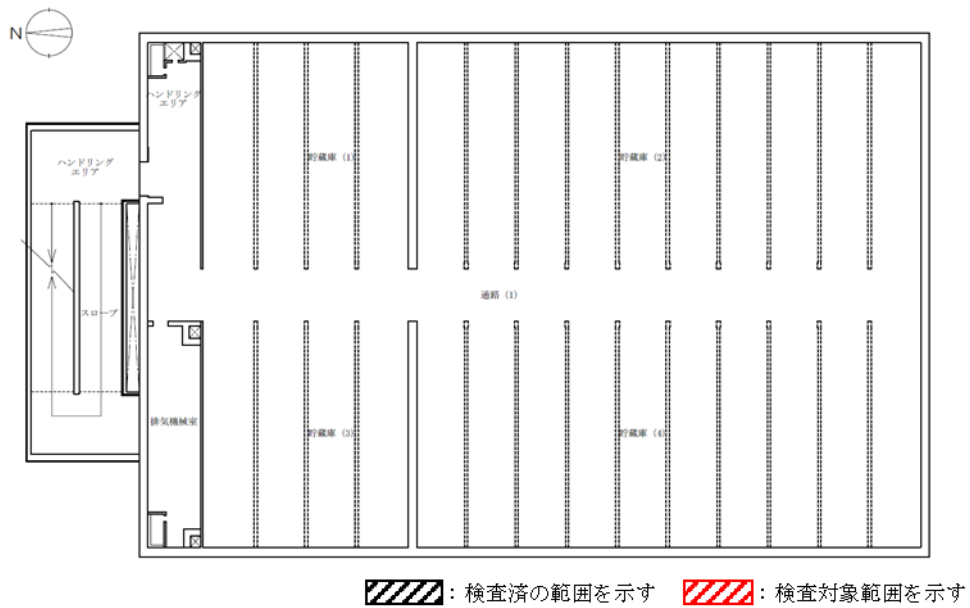 N
ハンドリング
エリア
ハンドリング
エリア
貯蔵庫（1）
貯蔵庫（2）
通路（1）
スロープ
排気機械室
貯蔵庫（3）
貯蔵庫（4）
：検査済の範囲を示す　：検査対象範囲を示す